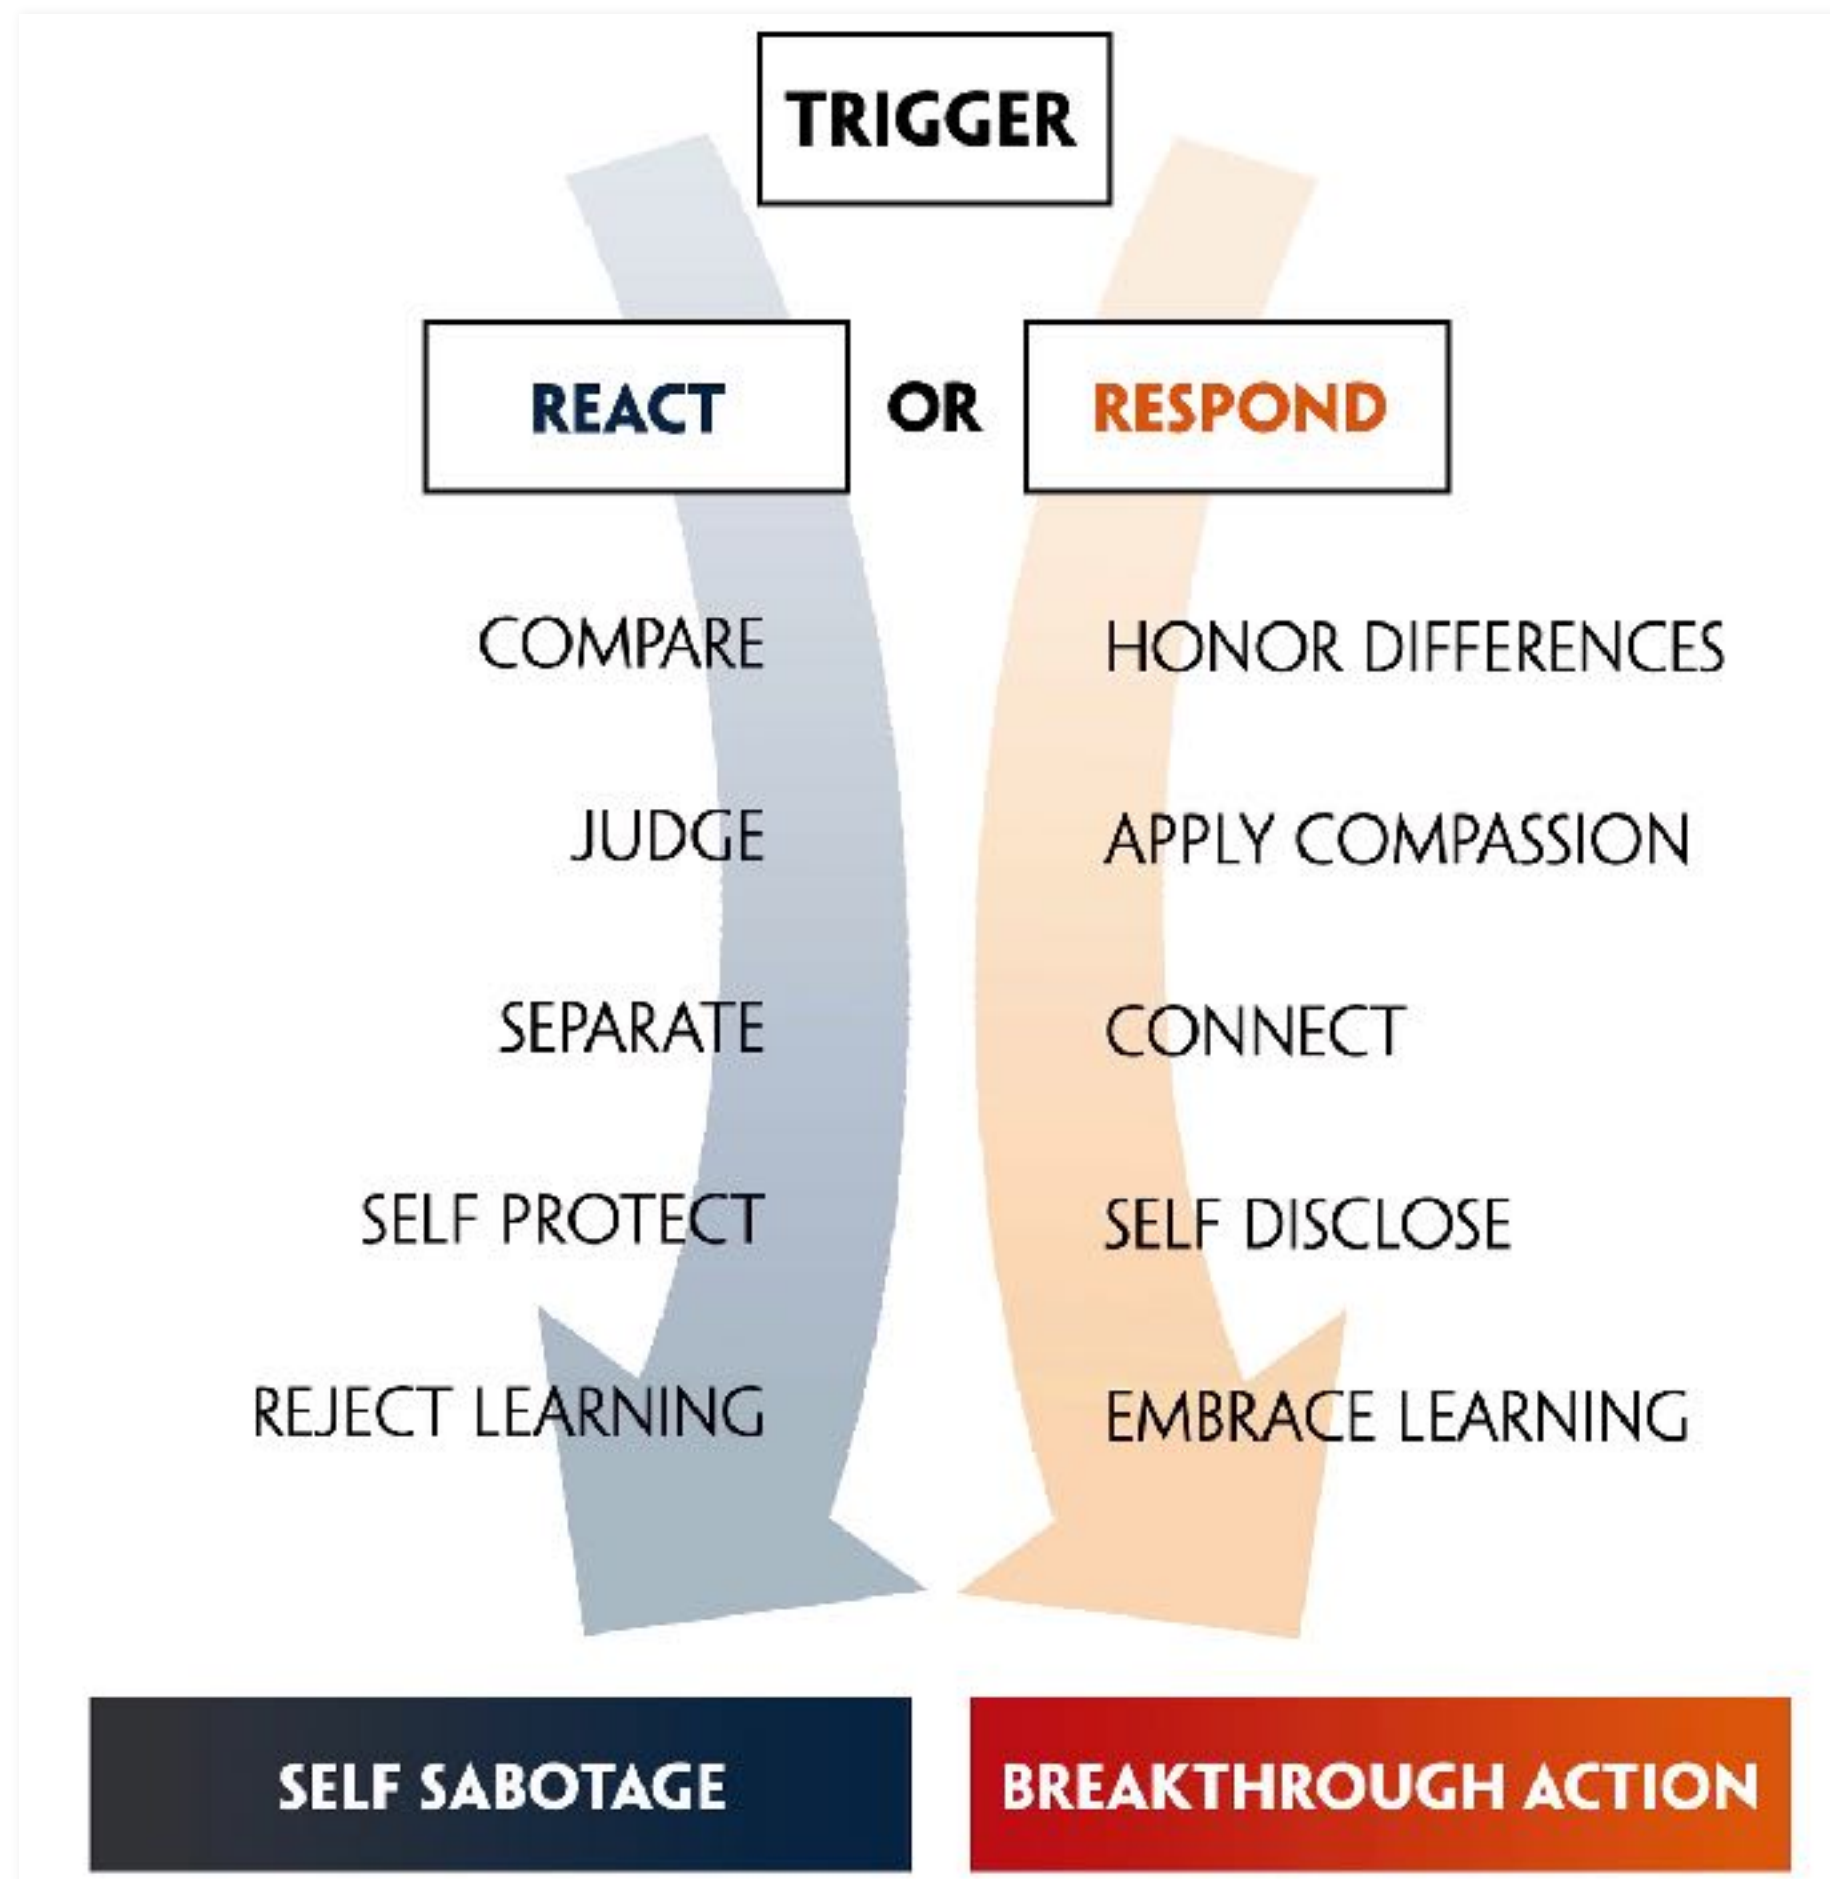 TRIGGER
REACT OR RESPOND
COMPARE
HONOR DIFFERENCES
JUDGE
APPLY COMPASSION
SEPARATE
CONNECT
SELF PROTECT
SELF DISCLOSE
REJECT LEARNING
EMBRACE LEARNING
SELF SABOTAGE
BREAKTHROUGH ACTION